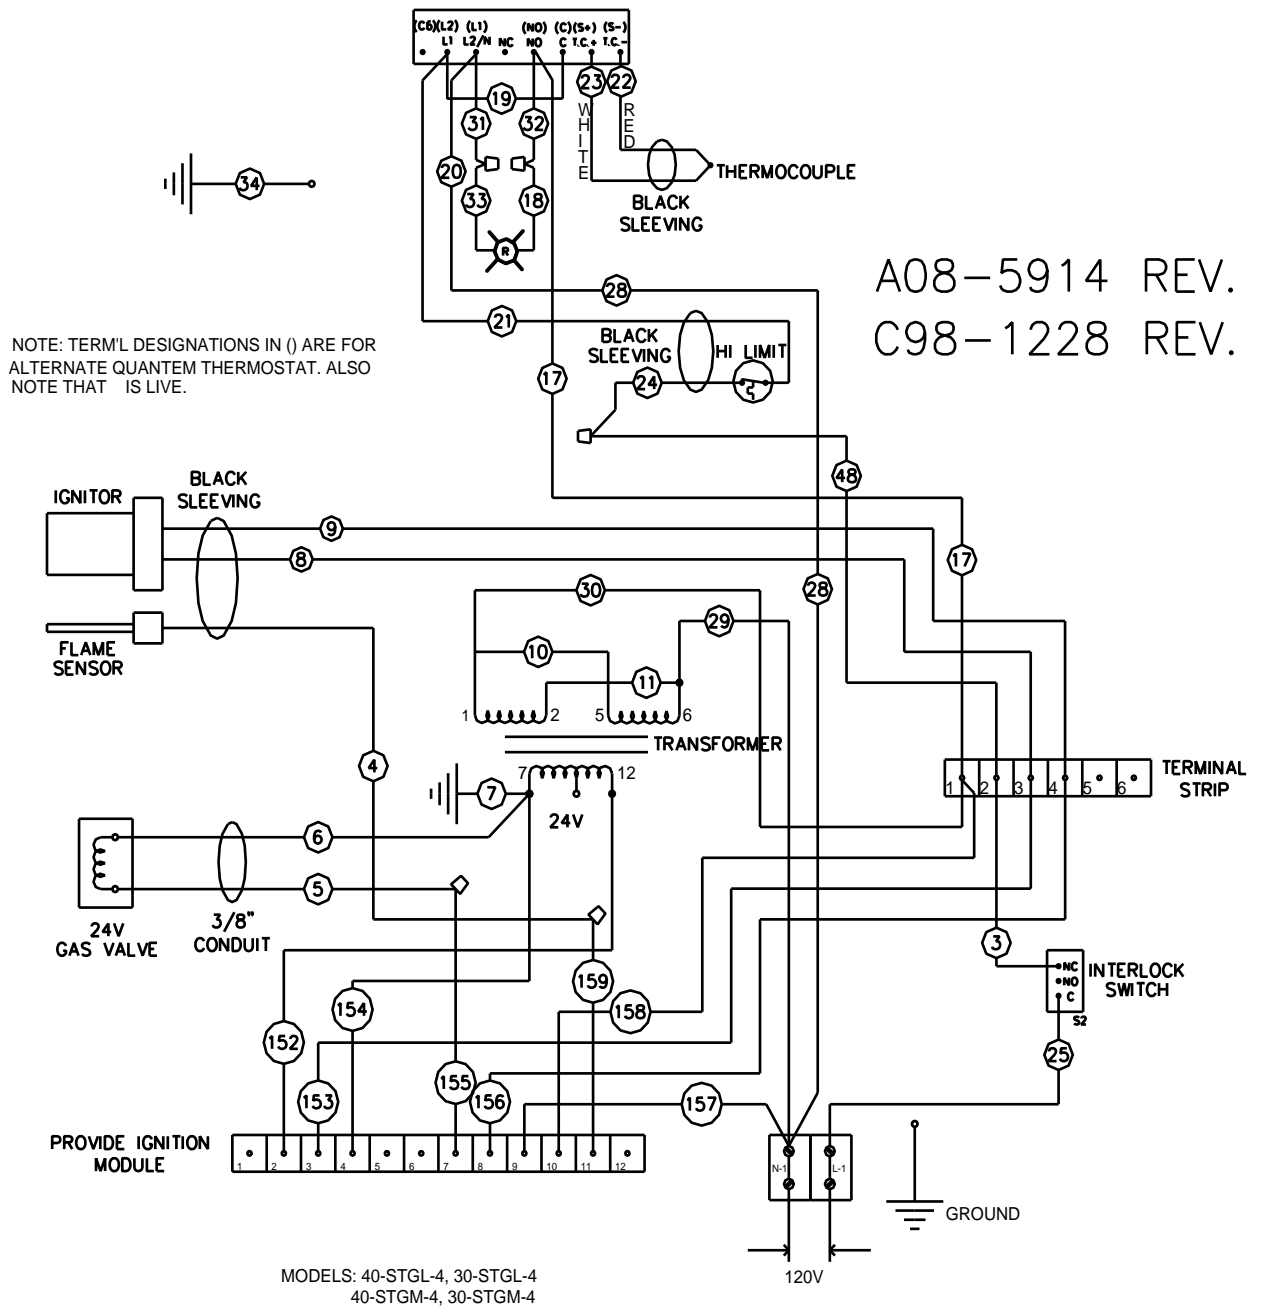 (C6)(L2) (L1) (NO) (C)(S+) (S-)
L1 L2/N NC NO C T.C.+ T.C.-
23 22
19
WHITE
RED
31 32
20
THERMOCOUPLE
34
33 18
BLACK
SLEEVING
R
A08-5914 REV.
28
21
BLACK
SLEEVING
HI LIMIT
C98-1228 REV.
NOTE: TERM'L DESIGNATIONS IN () ARE FOR
ALTERNATE QUANTEM THERMOSTAT. ALSO
NOTE THAT IS LIVE.
17
24
48
BLACK
SLEEVING
IGNITOR
9
8
17
30
28
29
FLAME
SENSOR
10
11
1 2 5 6
TRANSFORMER
4
7 12
7
24V
TERMINAL
STRIP
1 2 3 4 5 6
6
5
24V
GAS VALVE
3/8"
CONDUIT
3
NC
NO
C
INTERLOCK
SWITCH
S2
159
154
158
152
25
155
153
156
157
PROVIDE IGNITION
MODULE
1 2 3 4 5 6 7 8 9 10 11 12
N-1 L-1
GROUND
120V
MODELS: 40-STGL-4, 30-STGL-4
40-STGM-4, 30-STGM-4